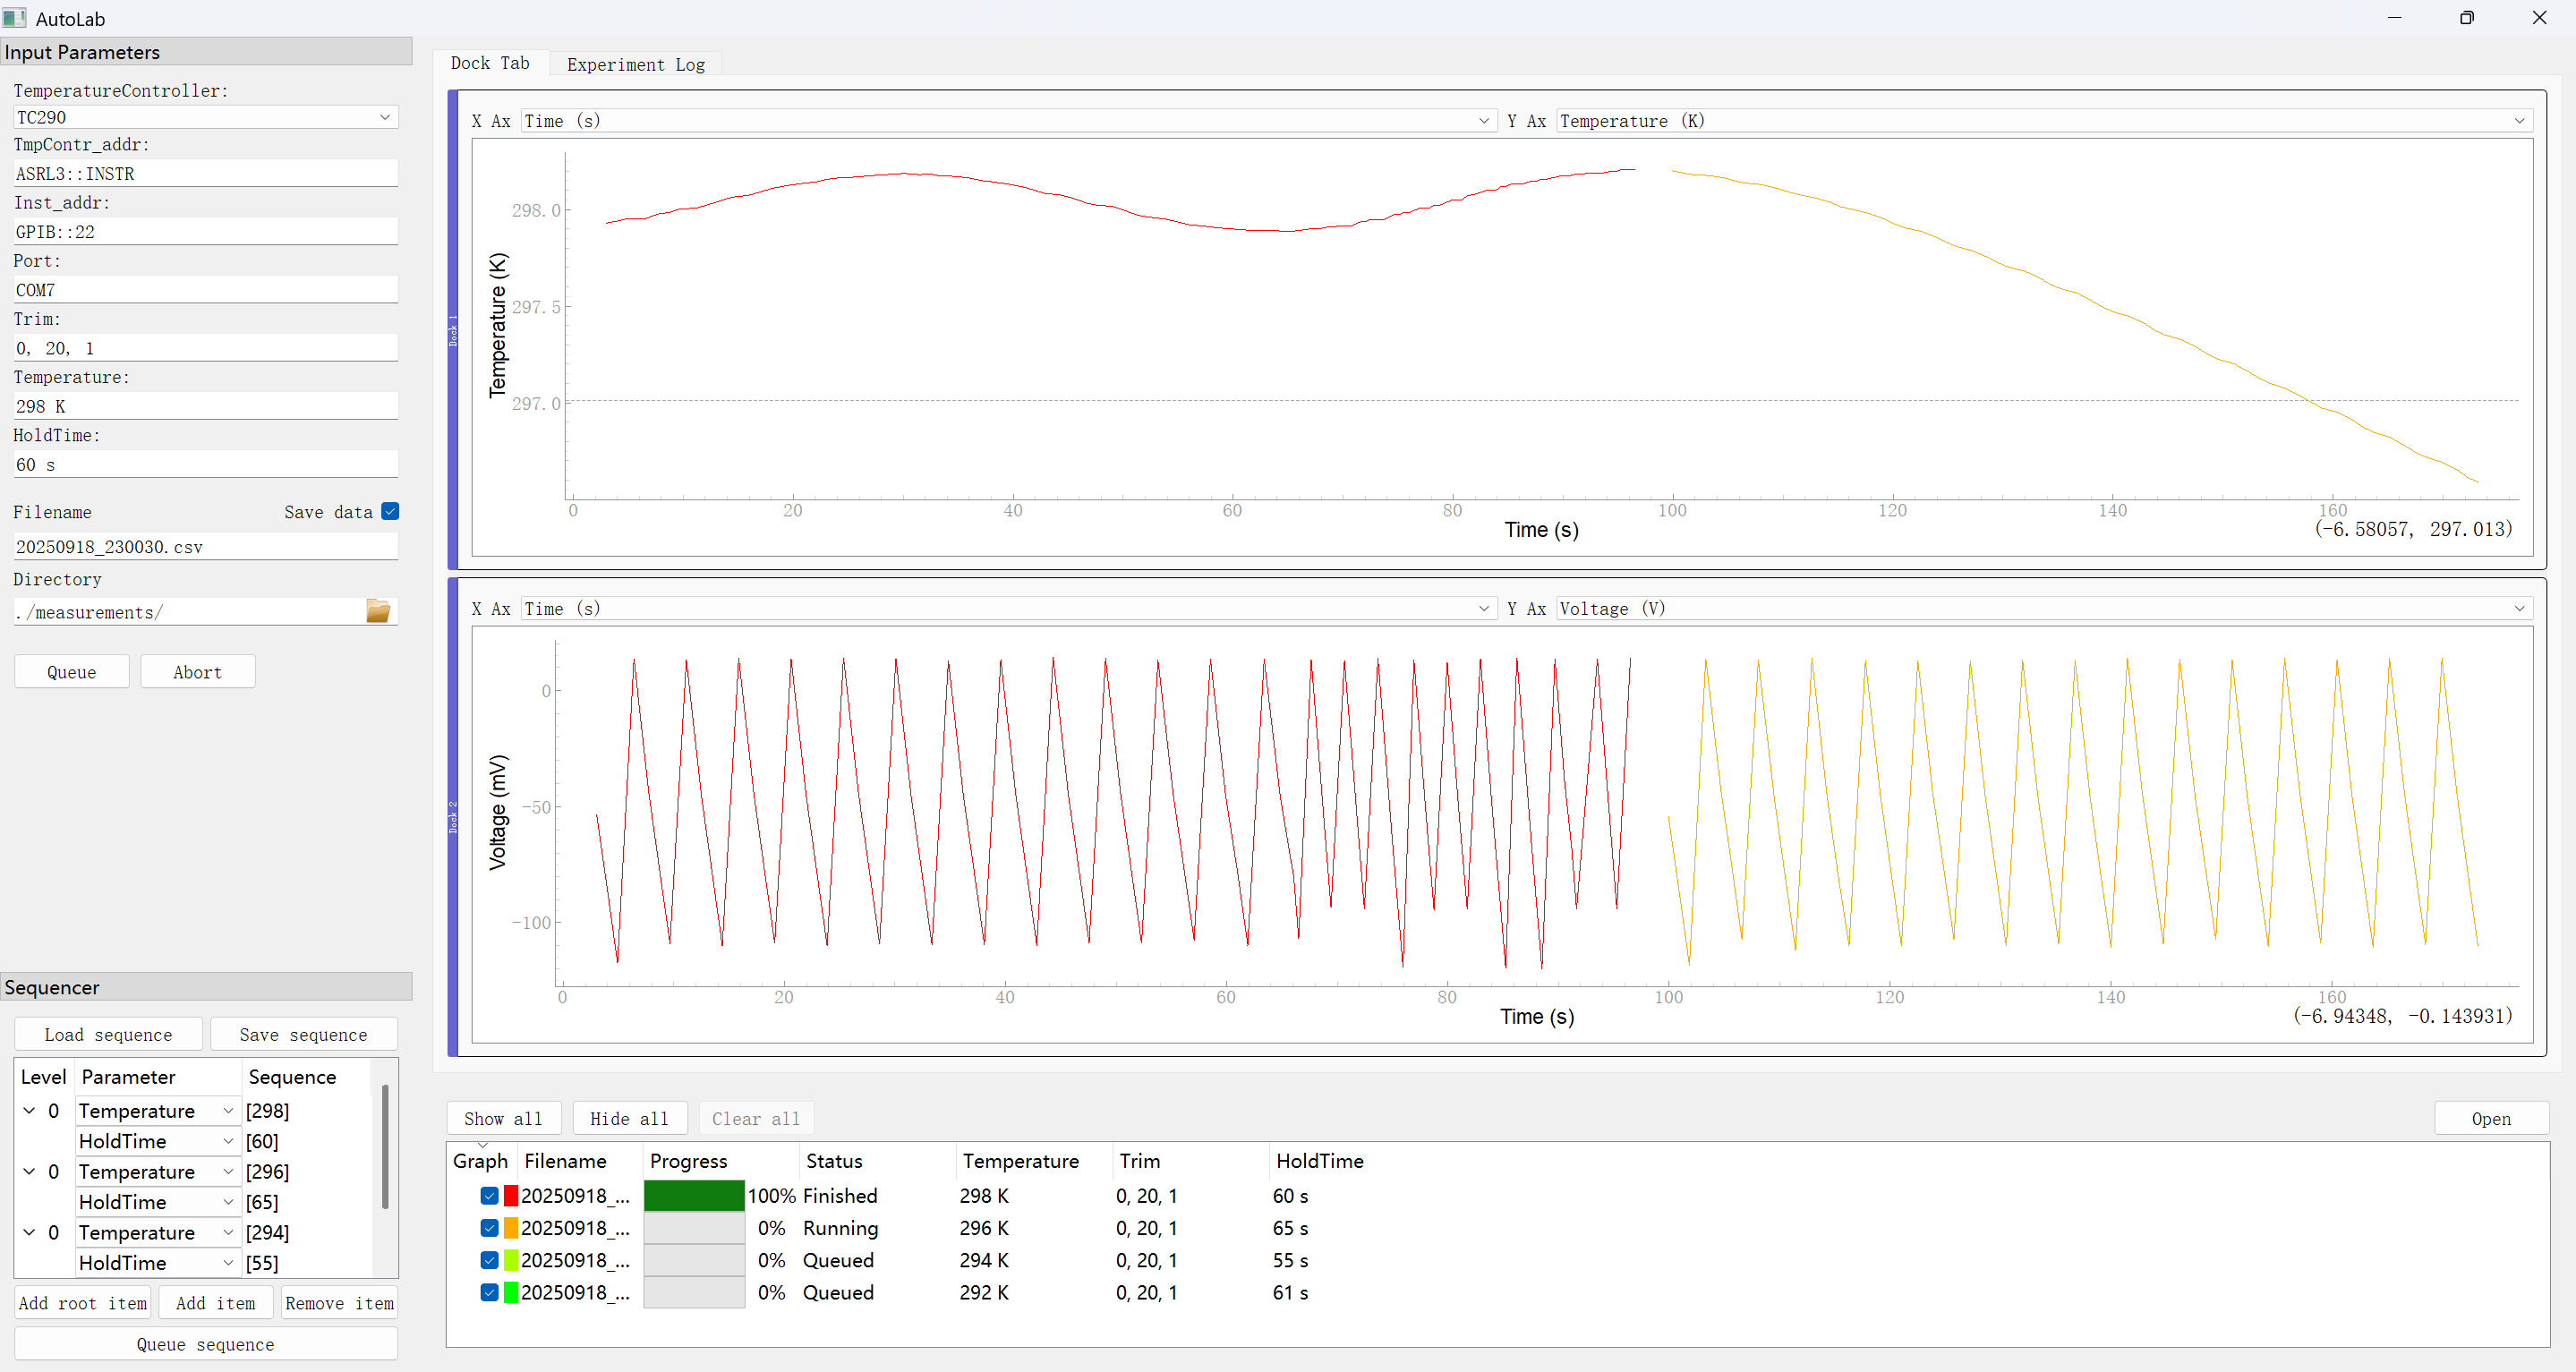 AutoLab
Input Parameters
TemperatureController:
TC290
TmpContr_addr:
ASRL3::INSTR
Inst_addr:
GPIB::22
Port:
COM7
Trim:
0, 20, 1
Temperature:
298 K
HoldTime:
60 s
Filename Save data
20250918_230030.csv
Directory
./measurements/
Queue Abort
Sequencer
Load sequence Save sequence
Level Parameter Sequence
0 Temperature [298]
HoldTime [60]
0 Temperature [296]
HoldTime [65]
0 Temperature [294]
HoldTime [55]
Add root item Add item Remove item
Queue sequence
Dock Tab Experiment Log
Dock 1
X Ax Time (s) Y Ax Temperature (K)
Temperature (K)
298.0
297.5
297.0
0 20 40 60 80 100 120 140 160
Time (s)
(-6.58057, 297.013)
Dock 2
X Ax Time (s) Y Ax Voltage (V)
Voltage (mV)
0
-50
-100
0 20 40 60 80 100 120 140 160
Time (s)
(-6.94348, -0.143931)
Show all Hide all Clear all Open
Graph Filename Progress Status Temperature Trim HoldTime
20250918_... 100% Finished 298 K 0, 20, 1 60 s
20250918_... 0% Running 296 K 0, 20, 1 65 s
20250918_... 0% Queued 294 K 0, 20, 1 55 s
20250918_... 0% Queued 292 K 0, 20, 1 61 s